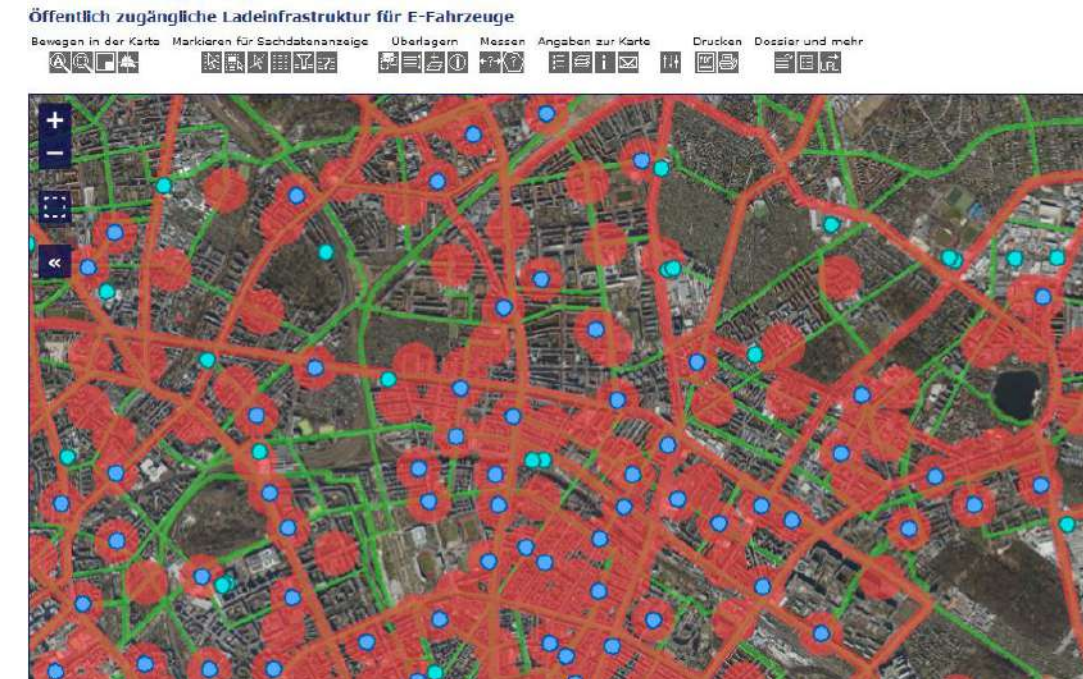 Öffentlich zugängliche Ladeinfrastruktur für E-Fahrzeuge
Bewegen in der Karte Markieren für Sachdatenanzeige Überlagern Messen Angaben zur Karte Drucken Dossier und mehr
URL
+
−
«